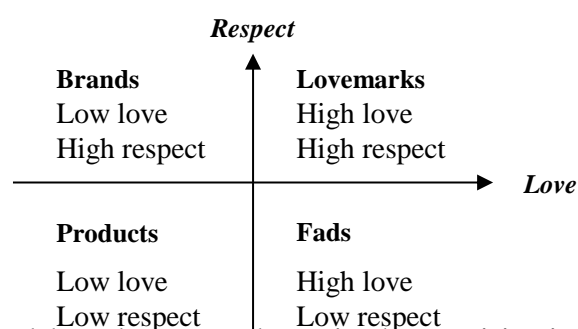 Respect
Brands
Low love
High respect
Lovemarks
High love
High respect
Love
Products
Low love
Low respect
Fads
High love
Low respect